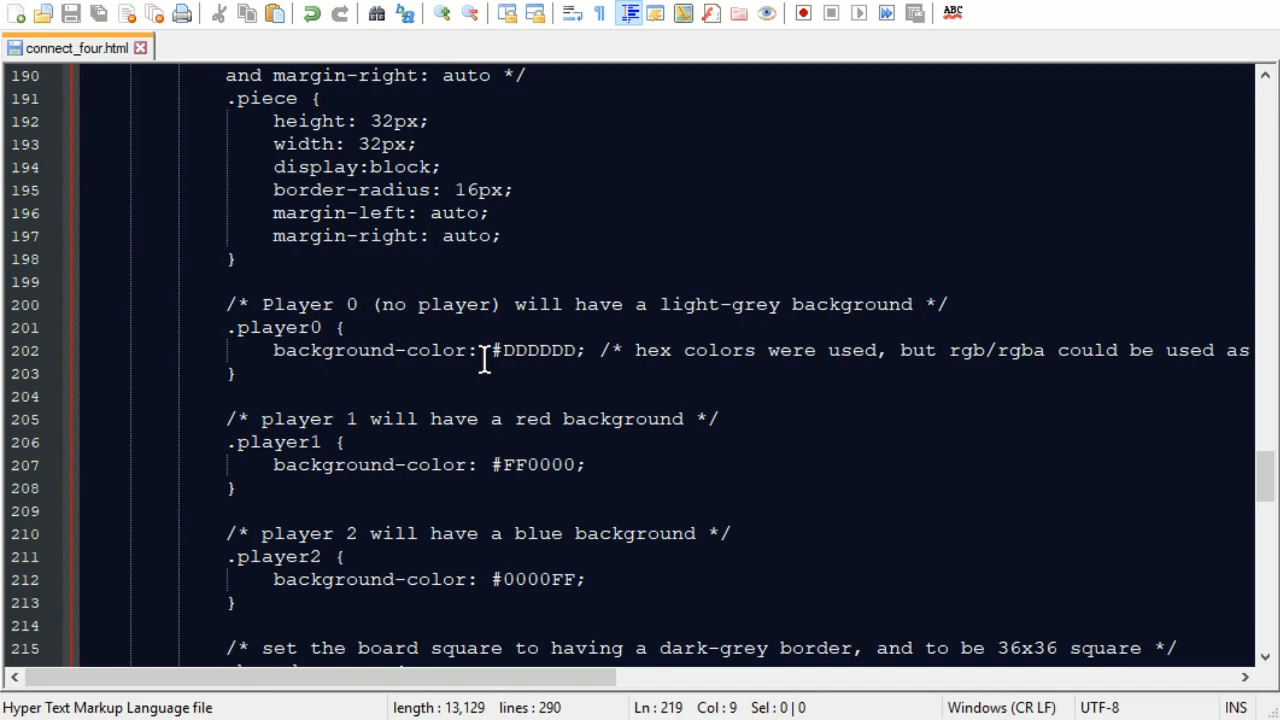 ABC
connect_four.html
190 and margin-right: auto */
191 .piece {
192 height: 32px;
193 width: 32px;
194 display:block;
195 border-radius: 16px;
196 margin-left: auto;
197 margin-right: auto;
198 }
199
200 /* Player 0 (no player) will have a light-grey background */
201 .player0 {
202 background-color: #DDDDDD; /* hex colors were used, but rgb/rgba could be used as
203 }
204
205 /* player 1 will have a red background */
206 .player1 {
207 background-color: #FF0000;
208 }
209
210 /* player 2 will have a blue background */
211 .player2 {
212 background-color: #0000FF;
213 }
214
215 /* set the board square to having a dark-grey border, and to be 36x36 square */
Hyper Text Markup Language file length : 13,129 lines : 290 Ln : 219 Col : 9 Sel : 0 | 0 Windows (CR LF) UTF-8 INS